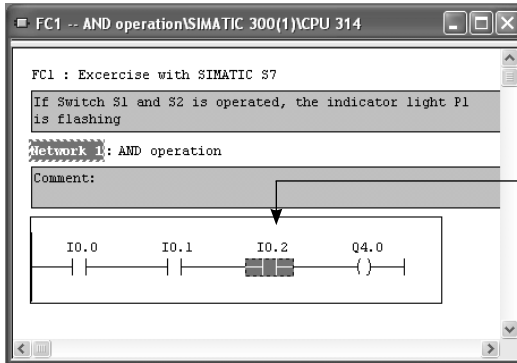 FC1 -- AND operation\SIMATIC 300(1)\CPU 314
FC1 : Excercise with SIMATIC S7
If Switch S1 and S2 is operated, the indicator light P1
is flashing
Network 1: AND operation
Comment:
I0.0 I0.1 I0.2 Q4.0